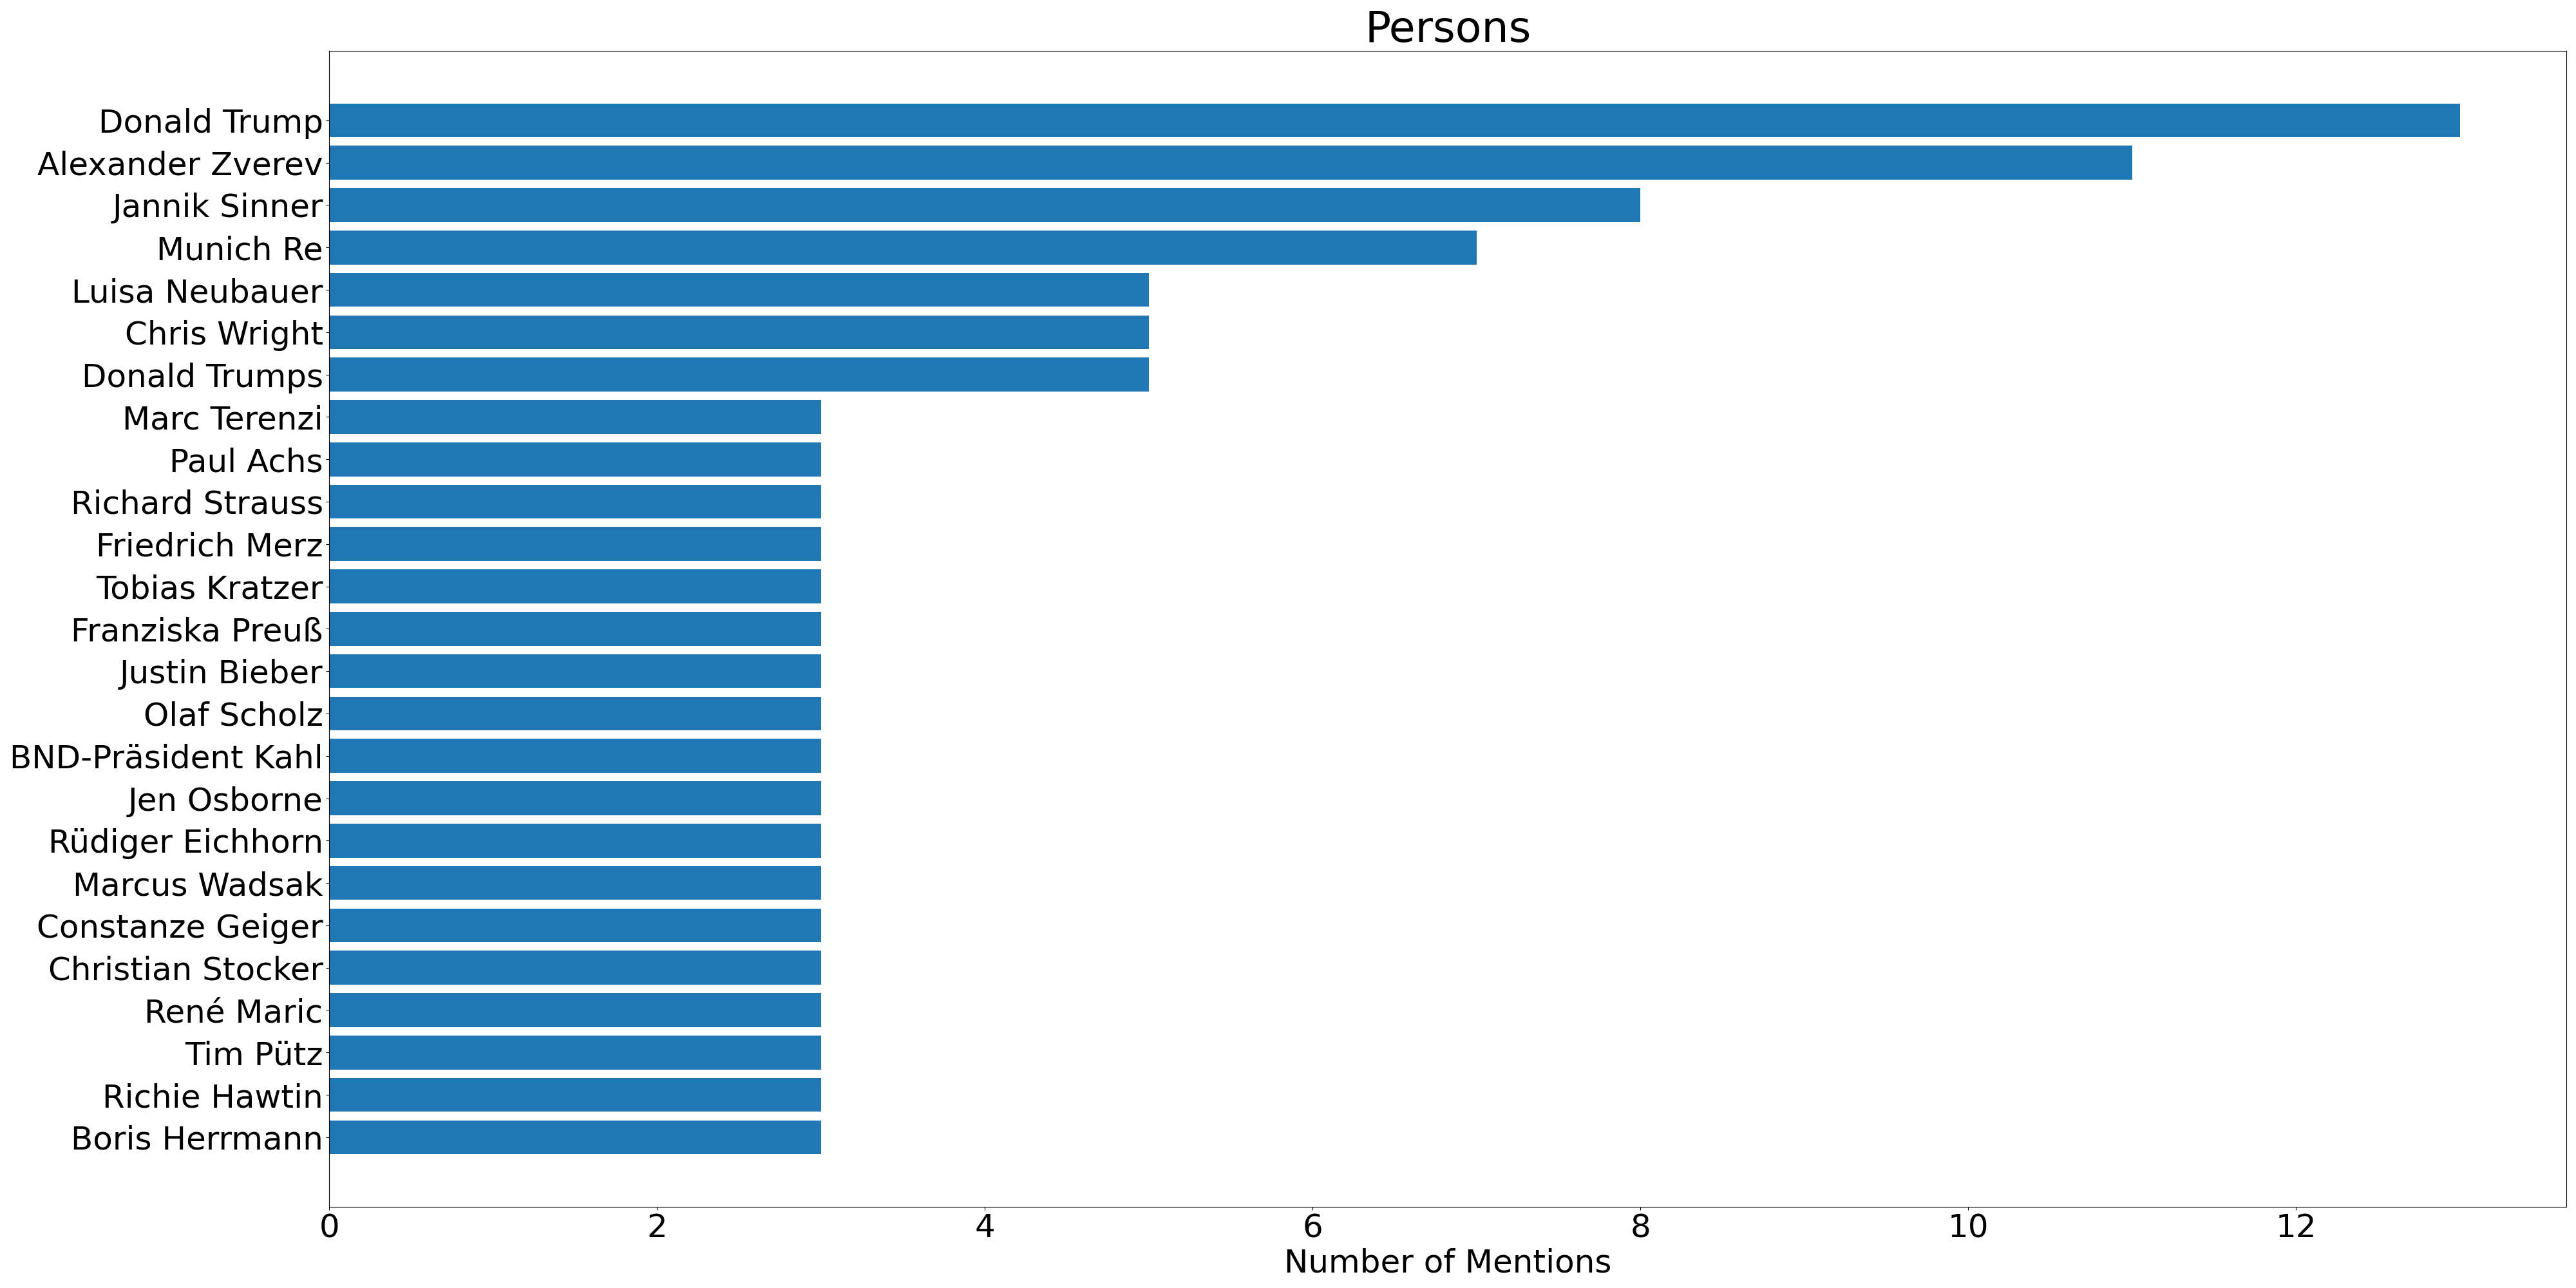 Persons
Donald Trump
Alexander Zverev
Jannik Sinner
Munich Re
Luisa Neubauer
Chris Wright
Donald Trumps
Marc Terenzi
Paul Achs
Richard Strauss
Friedrich Merz
Tobias Kratzer
Franziska Preuß
Justin Bieber
Olaf Scholz
BND-Präsident Kahl
Jen Osborne
Rüdiger Eichhorn
Marcus Wadsak
Constanze Geiger
Christian Stocker
René Maric
Tim Pütz
Richie Hawtin
Boris Herrmann
0 2 4 6 8 10 12
Number of Mentions